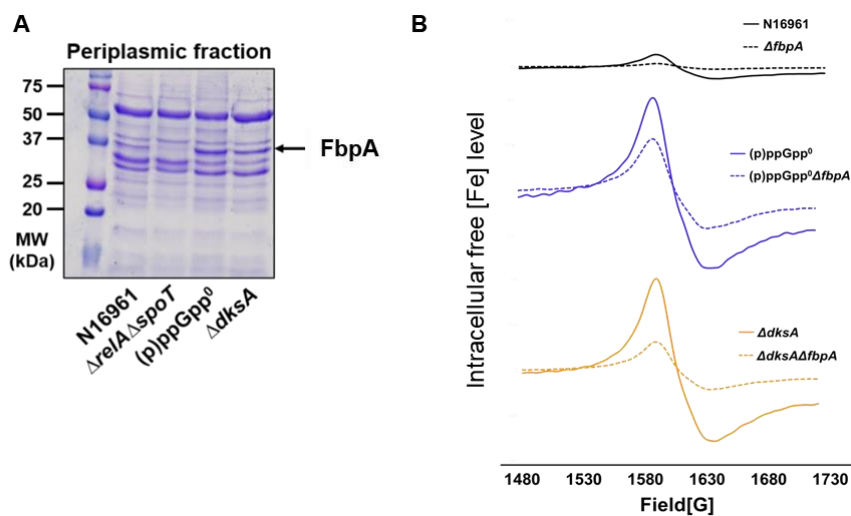 A
Periplasmic fraction
75
50
37
25
20
MW
(kDa)
FbpA
N16961
ΔrelAΔspoT
(p)ppGpp⁰
ΔdksA
B
Intracellular free [Fe] level
N16961
ΔfbpA
(p)ppGpp⁰
(p)ppGpp⁰ΔfbpA
ΔdksA
ΔdksAΔfbpA
1480 1530 1580 1630 1680 1730
Field[G]